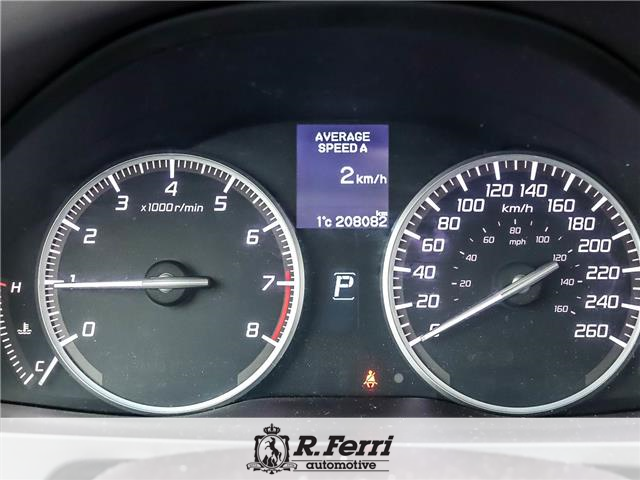 AVERAGE
SPEED A
2 km/h
km
1°C 208082
x1000 r/min
0 1 2 3 4 5 6 7 8
H
C
P
km/h
0 20 40 60 80 100 120 140 160 180 200 220 240 260
mph
20 40 60 80 100 120 140 160
R. Ferri
automotive